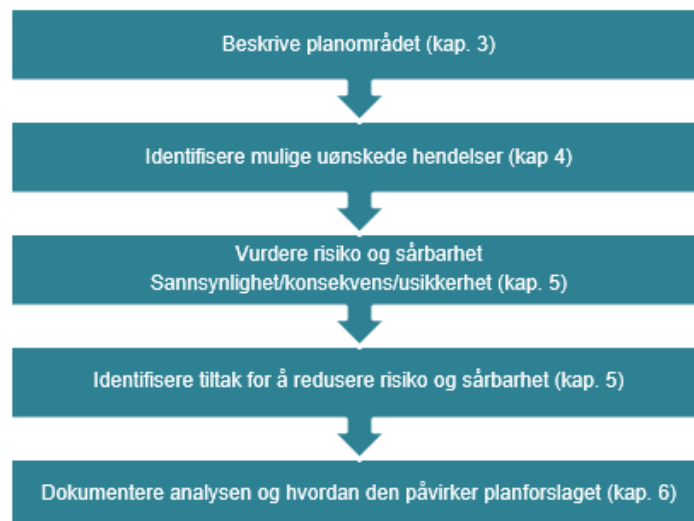 Beskrive planområdet (kap. 3)
Identifisere mulige uønskede hendelser (kap 4)
Vurdere risiko og sårbarhet
Sannsynlighet/konsekvens/usikkerhet (kap. 5)
Identifisere tiltak for å redusere risiko og sårbarhet (kap. 5)
Dokumentere analysen og hvordan den påvirker planforslaget (kap. 6)